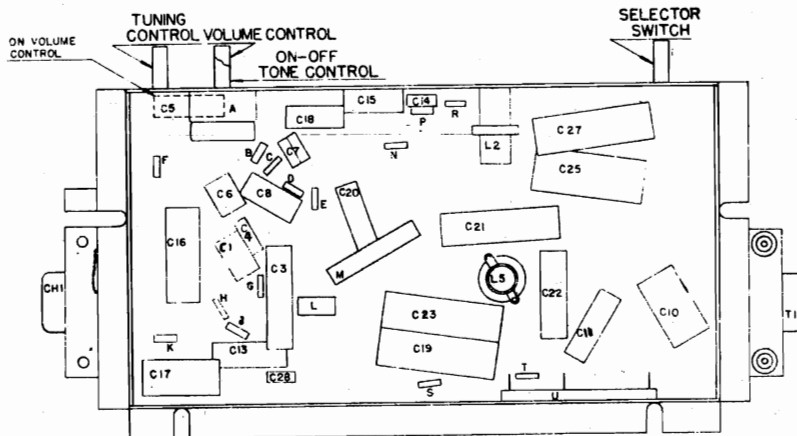 TUNING
CONTROL
VOLUME CONTROL
ON-OFF
TONE CONTROL
SELECTOR
SWITCH
ON VOLUME
CONTROL
C5
A
C18
C15
C14
P
R
C27
L2
C25
B
C
C7
N
F
D
C6
C8
E
C20
C16
C4
C1
C21
C3
M
G
L5
C22
C10
CH1
T1
H
L
J
C23
C18
K
C13
C19
C17
C28
T
S
U